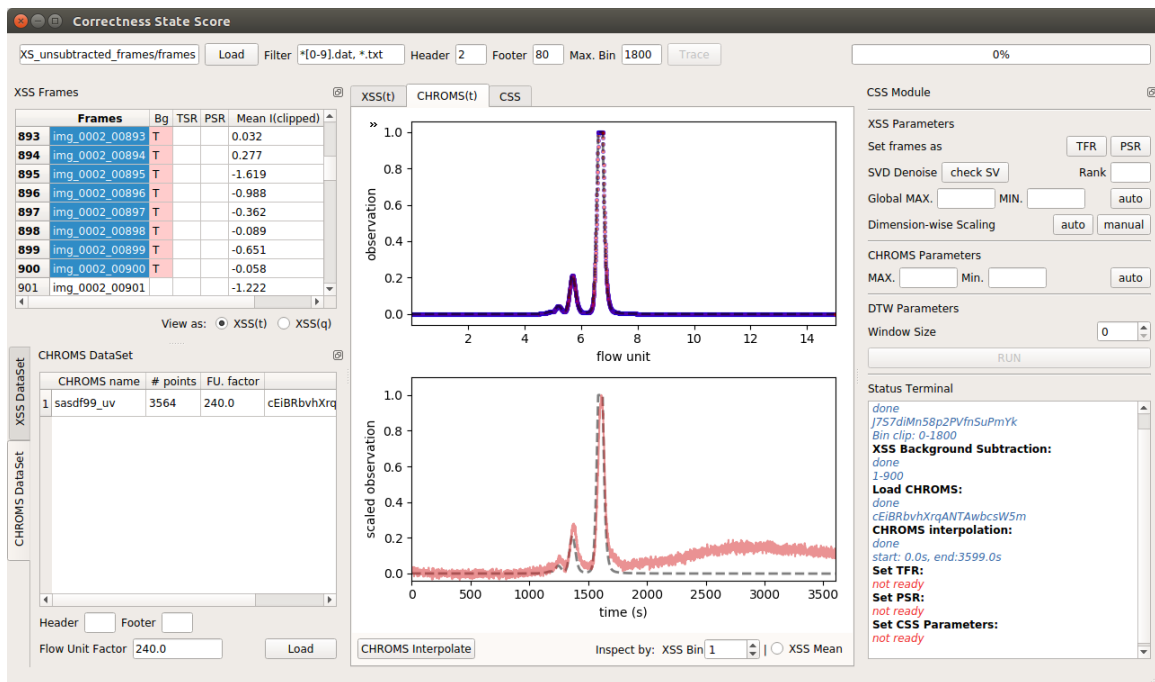 Correctness State Score
XS_unsubtracted_frames/frames Load Filter *[0-9].dat, *.txt Header 2 Footer 80 Max. Bin 1800 Trace 0%
XSS Frames
Frames Bg TSR PSR Mean I(clipped)
893 img_0002_00893 T 0.032
894 img_0002_00894 T 0.277
895 img_0002_00895 T -1.619
896 img_0002_00896 T -0.988
897 img_0002_00897 T -0.362
898 img_0002_00898 T -0.089
899 img_0002_00899 T -0.651
900 img_0002_00900 T -0.058
901 img_0002_00901 -1.222
View as: XSS(t) XSS(q)
XSS DataSet
CHROMS DataSet
CHROMS DataSet
CHROMS name # points FU. factor
1 sasdf99_uv 3564 240.0 cEiBRbvhXrq
Header Footer
Flow Unit Factor 240.0 Load
XSS(t) CHROMS(t) CSS
»
observation
1.0
0.8
0.6
0.4
0.2
0.0
2 4 6 8 10 12 14
flow unit
scaled observation
1.0
0.8
0.6
0.4
0.2
0.0
0 500 1000 1500 2000 2500 3000 3500
time (s)
CHROMS Interpolate Inspect by: XSS Bin 1 | XSS Mean
CSS Module
XSS Parameters
Set frames as TFR PSR
SVD Denoise check SV Rank
Global MAX. MIN. auto
Dimension-wise Scaling auto manual
CHROMS Parameters
MAX. Min. auto
DTW Parameters
Window Size 0
RUN
Status Terminal
done
J7S7diMn58p2PVfnSuPmYk
Bin clip: 0-1800
XSS Background Subtraction:
done
1-900
Load CHROMS:
done
cEiBRbvhXrqANTAwbcsW5m
CHROMS interpolation:
done
start: 0.0s, end:3599.0s
Set TFR:
not ready
Set PSR:
not ready
Set CSS Parameters:
not ready